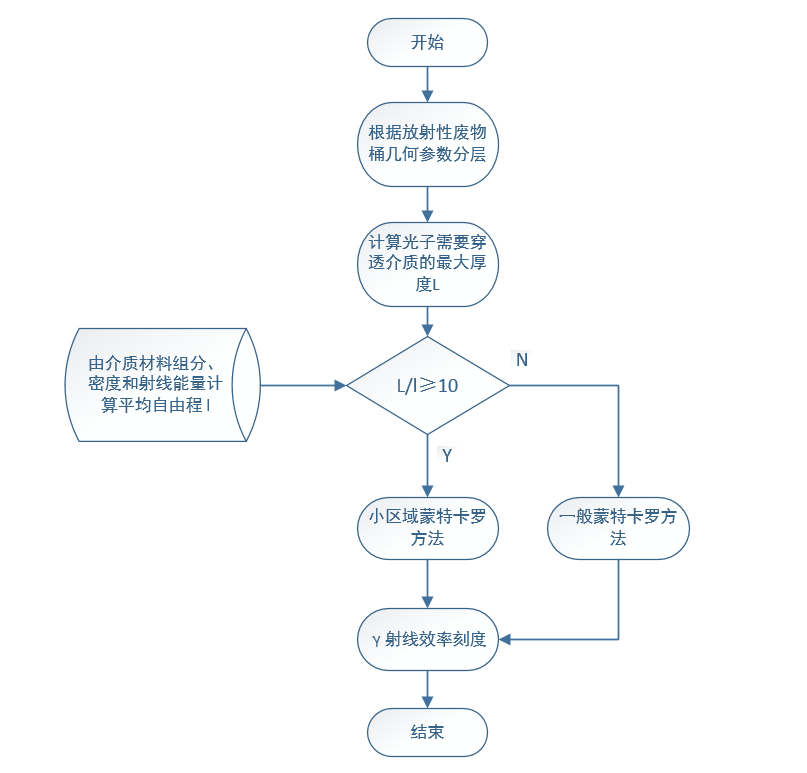 开始
根据放射性废物
桶几何参数分层
计算光子需要穿
透介质的最大厚
度L
由介质材料组分、
密度和射线能量计
算平均自由程 l
L/l≥10
N
Y
小区域蒙特卡罗
方法
一般蒙特卡罗方
法
γ 射线效率刻度
结束